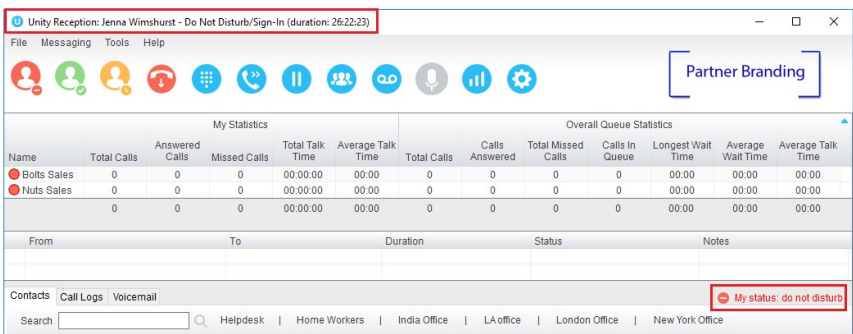 Unity Reception: Jenna Wimshurst - Do Not Disturb/Sign-In (duration: 26:22:23)
File Messaging Tools Help
Partner Branding
My Statistics Overall Queue Statistics
Name Total Calls Answered Calls Missed Calls Total Talk Time Average Talk Time Total Calls Calls Answered Total Missed Calls Calls In Queue Longest Wait Time Average Wait Time Average Talk Time
Bolts Sales 0 0 0 00:00:00 00:00 0 0 0 0 00:00 00:00 00:00
Nuts Sales 0 0 0 00:00:00 00:00 0 0 0 0 00:00 00:00 00:00
0 0 0 00:00:00 00:00 0 0 0 0 00:00 00:00 00:00
From To Duration Status Notes
Contacts Call Logs Voicemail My status: do not disturb
Search Helpdesk | Home Workers | India Office | LA office | London Office | New York Office